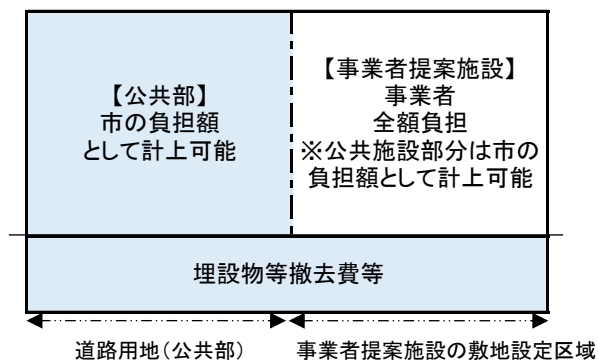 【公共部】
市の負担額
として計上可能
【事業者提案施設】
事業者
全額負担
※公共施設部分は市の
負担額として計上可能
埋設物等撤去費等
道路用地（公共部）
事業者提案施設の敷地設定区域